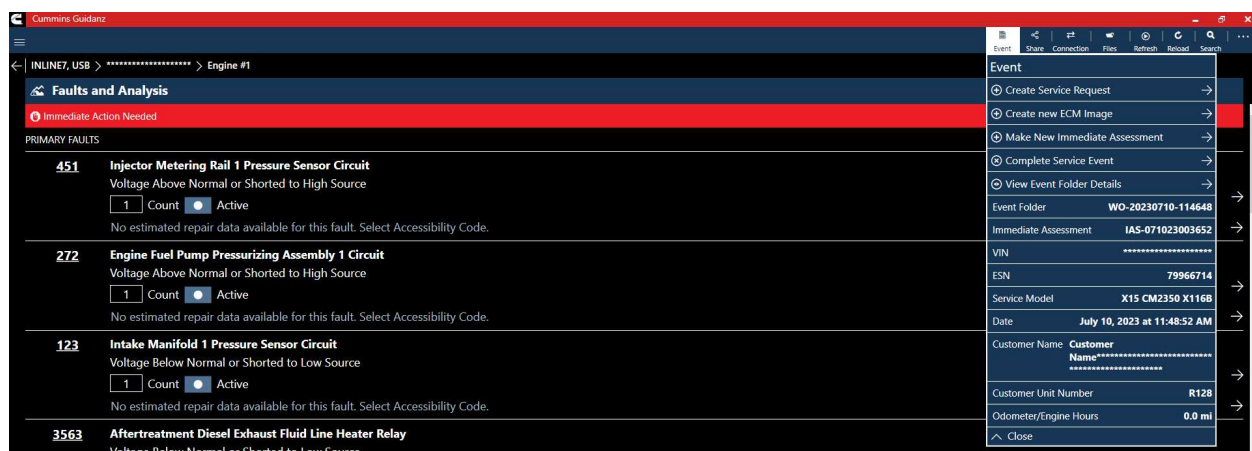 Cummins Guidanz
Event Share Connection Files Refresh Reload Search
INLINE7, USB > ******************** > Engine #1
Faults and Analysis
Immediate Action Needed
PRIMARY FAULTS
451 Injector Metering Rail 1 Pressure Sensor Circuit
Voltage Above Normal or Shorted to High Source
1 Count Active
No estimated repair data available for this fault. Select Accessibility Code.
272 Engine Fuel Pump Pressurizing Assembly 1 Circuit
Voltage Above Normal or Shorted to High Source
1 Count Active
No estimated repair data available for this fault. Select Accessibility Code.
123 Intake Manifold 1 Pressure Sensor Circuit
Voltage Below Normal or Shorted to Low Source
1 Count Active
No estimated repair data available for this fault. Select Accessibility Code.
3563 Aftertreatment Diesel Exhaust Fluid Line Heater Relay
Voltage Below Normal or Shorted to Low Source
Event
Create Service Request
Create new ECM Image
Make New Immediate Assessment
Complete Service Event
View Event Folder Details
Event Folder WO-20230710-114648
Immediate Assessment IAS-071023003652
VIN ********************
ESN 79966714
Service Model X15 CM2350 X116B
Date July 10, 2023 at 11:48:52 AM
Customer Name Customer
Name**************************
*********************
Customer Unit Number R128
Odometer/Engine Hours 0.0 mi
Close